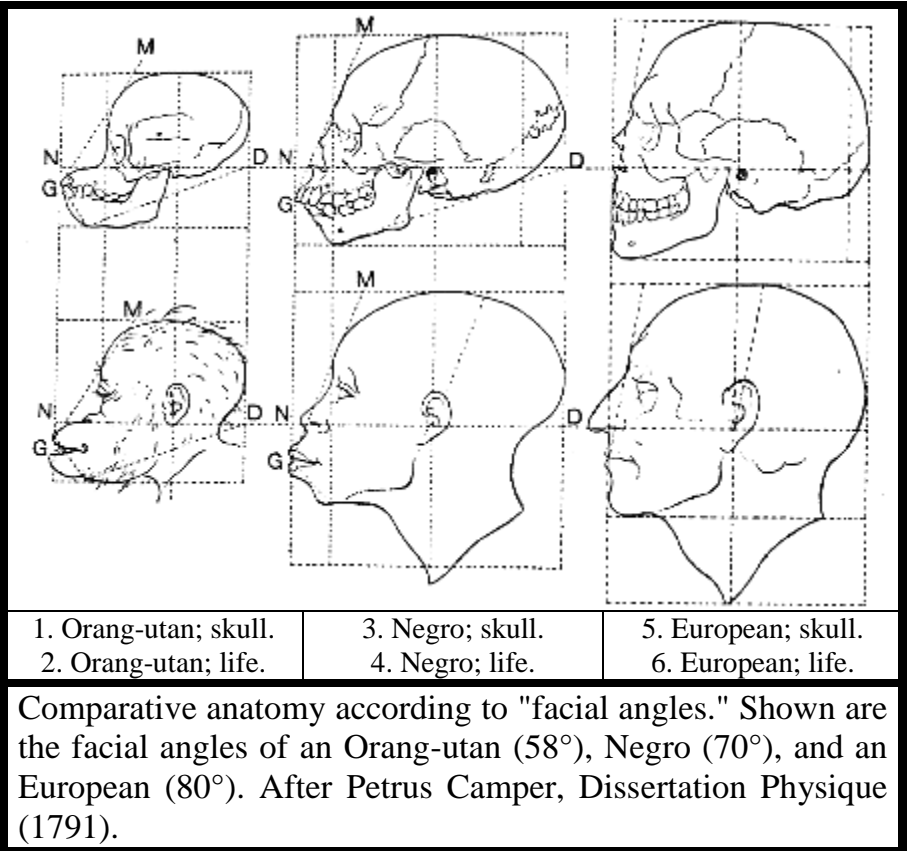 M
M
N
D
N
D
G
G
M
M
N
D
N
D
G
G
1. Orang-utan; skull.
2. Orang-utan; life.
3. Negro; skull.
4. Negro; life.
5. European; skull.
6. European; life.
Comparative anatomy according to "facial angles." Shown are
the facial angles of an Orang-utan (58°), Negro (70°), and an
European (80°). After Petrus Camper, Dissertation Physique
(1791).